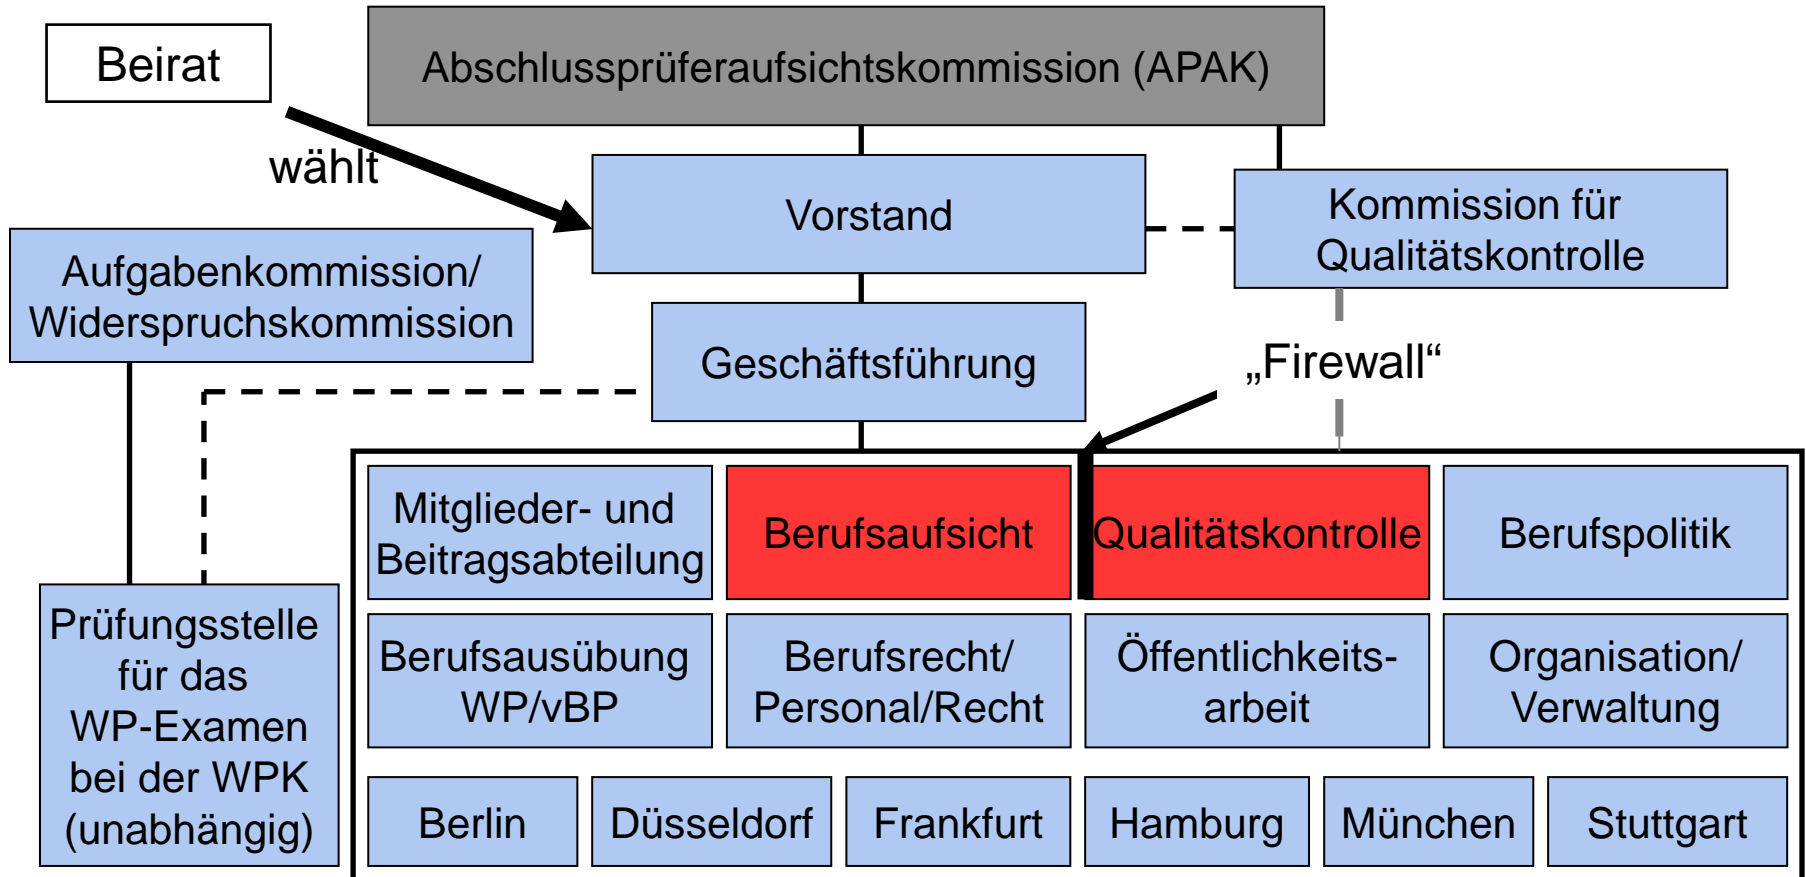 Beirat
Abschlussprüferaufsichtskommission (APAK)
wählt
Vorstand
Kommission für
Qualitätskontrolle
Aufgabenkommission/
Widerspruchskommission
Geschäftsführung
„Firewall“
Mitglieder- und
Beitragsabteilung
Berufsaufsicht
Qualitätskontrolle
Berufspolitik
Prüfungsstelle
für das
WP-Examen
bei der WPK
(unabhängig)
Berufsausübung
WP/vBP
Berufsrecht/
Personal/Recht
Öffentlichkeits-
arbeit
Organisation/
Verwaltung
Berlin
Düsseldorf
Frankfurt
Hamburg
München
Stuttgart